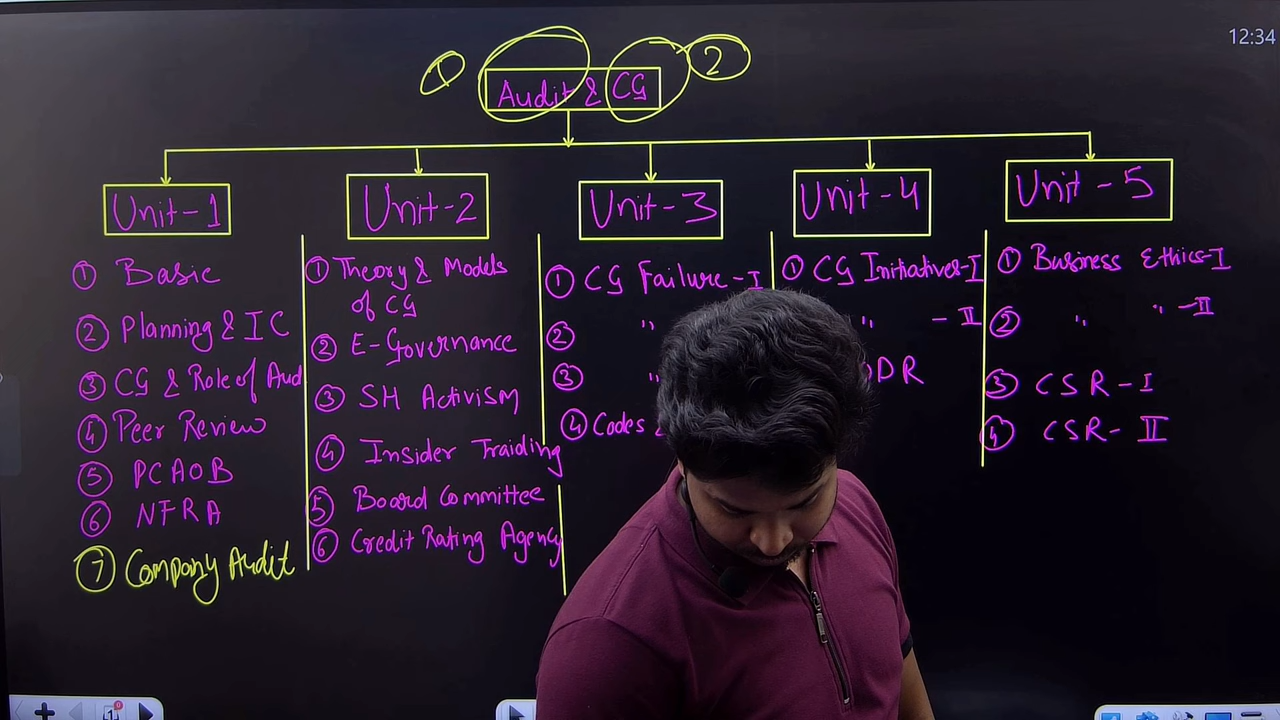 12:34
① Audit & CG ②
Unit-1
① Basic
② Planning & IC
③ CG & Role of Aud
④ Peer Review
⑤ PCAOB
⑥ NFRA
⑦ Company Audit
Unit-2
① Theory & Models
of CG
② E-Governance
③ SH Activism
④ Insider Traiding
⑤ Board Committee
⑥ Credit Rating Agency
Unit-3
① CG Failure-I
② "
③ "
④ Codes
Unit-4
① CG Initiatives-I
" -II
DR
Unit-5
① Business Ethics-I
② " " -II
③ CSR-I
④ CSR-II